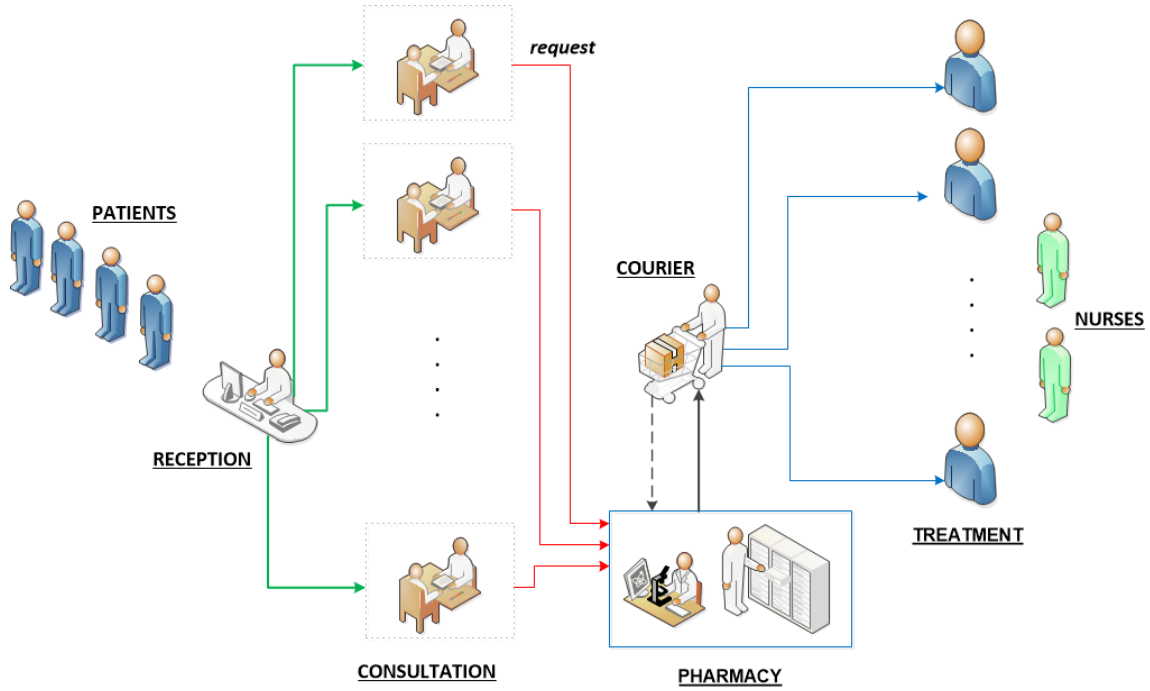 request
PATIENTS
COURIER
NURSES
RECEPTION
TREATMENT
CONSULTATION
PHARMACY